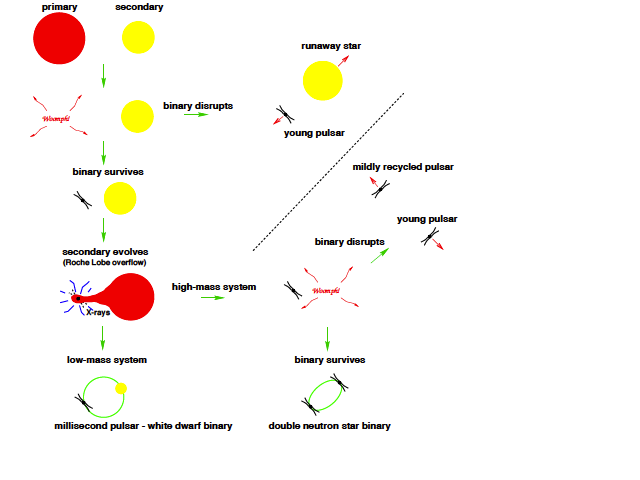 primary
secondary
runaway star
Woomph!
binary disrupts
young pulsar
binary survives
mildly recycled pulsar
young pulsar
binary disrupts
secondary evolves
(Roche Lobe overflow)
high-mass system
Woomph!
X-rays
low-mass system
binary survives
millisecond pulsar - white dwarf binary
double neutron star binary